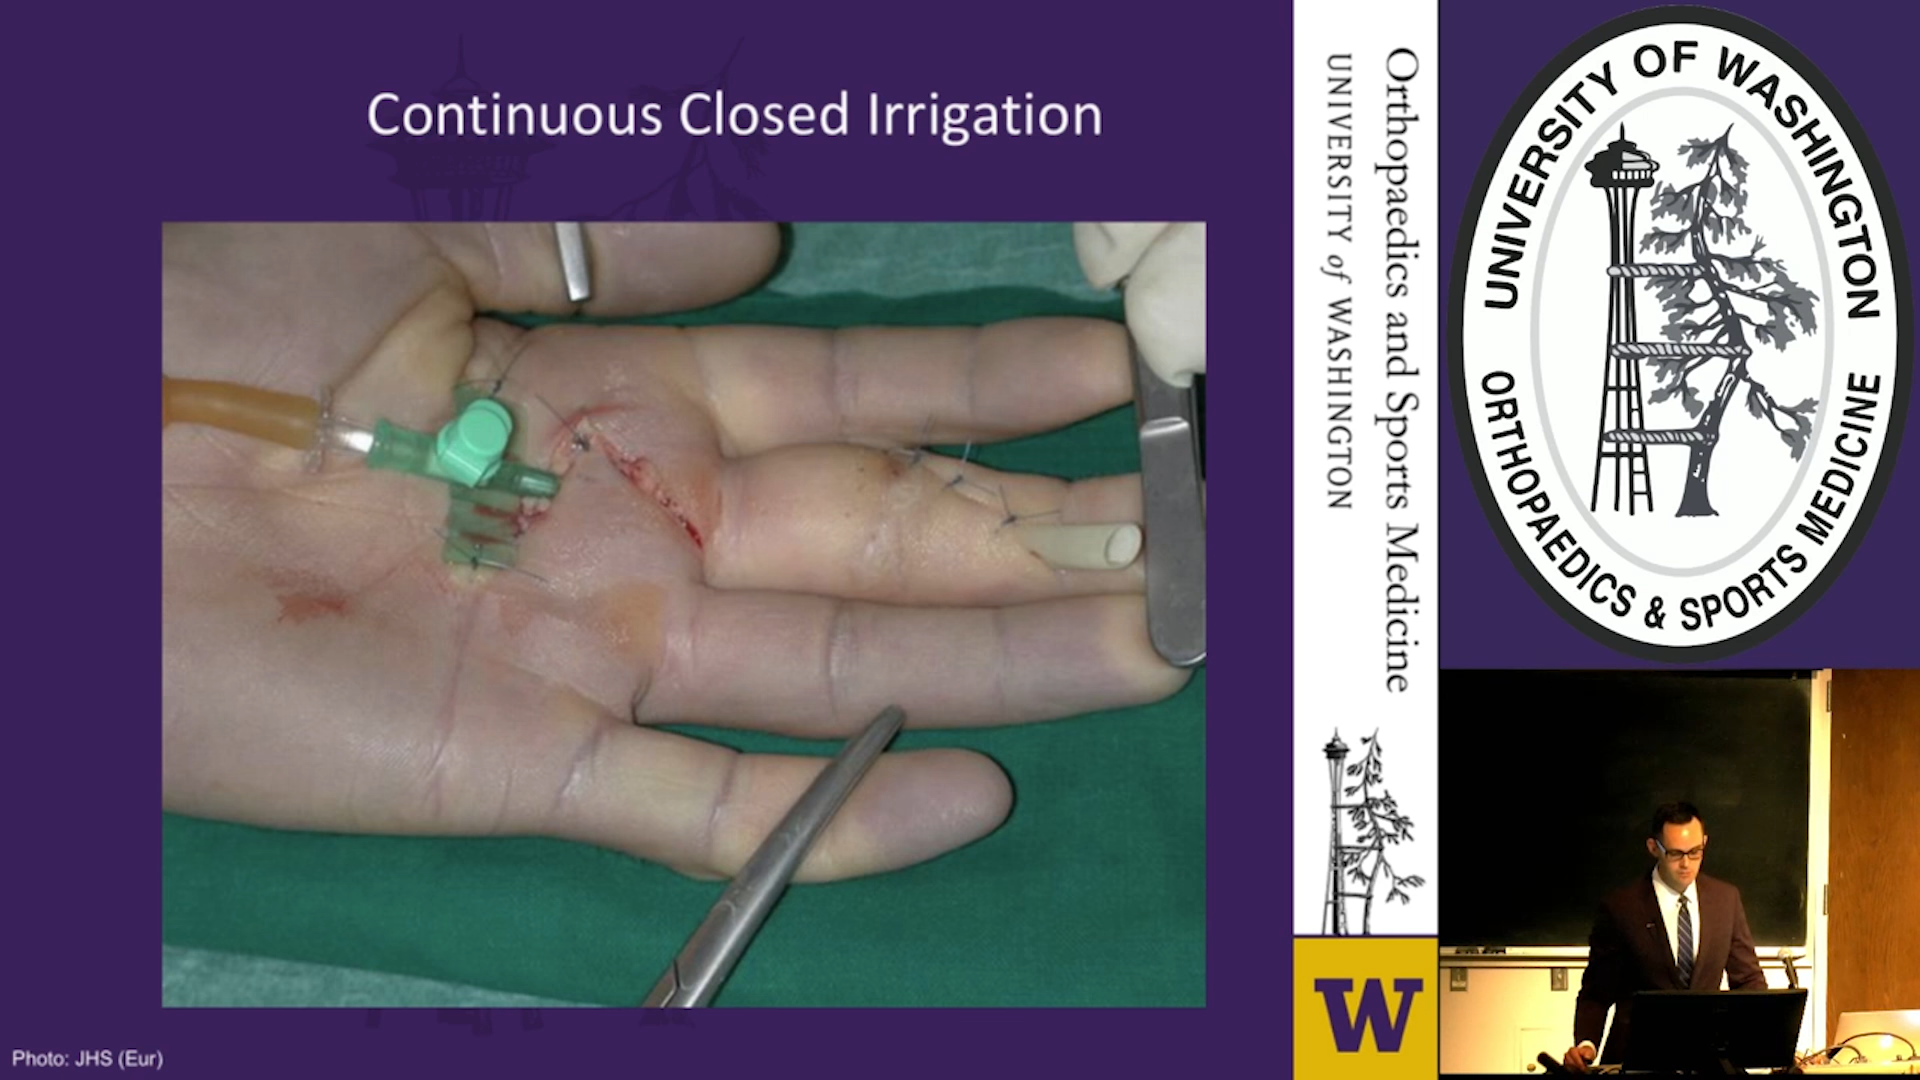 Continuous Closed Irrigation
Photo: JHS (Eur)
Orthopaedics and Sports Medicine
UNIVERSITY of WASHINGTON
W
UNIVERSITY OF WASHINGTON
ORTHOPAEDICS & SPORTS MEDICINE